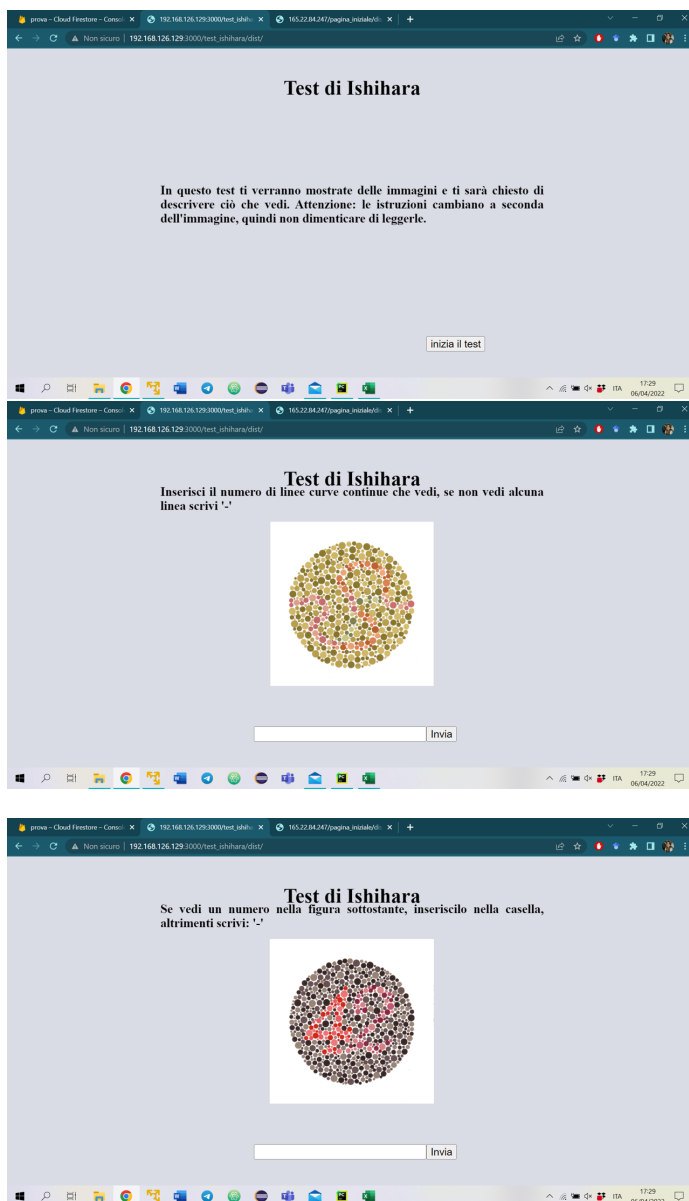 prova – Cloud Firestore – Consol
192.168.126.129:3000/test_ishiha
165.22.84.247/pagina_iniziale/di
Non sicuro | 192.168.126.129:3000/test_ishihara/dist/
Test di Ishihara
In questo test ti verranno mostrate delle immagini e ti sarà chiesto di
descrivere ciò che vedi. Attenzione: le istruzioni cambiano a seconda
dell'immagine, quindi non dimenticare di leggerle.
inizia il test
ITA
17:29
06/04/2022
prova – Cloud Firestore – Consol
192.168.126.129:3000/test_ishiha
165.22.84.247/pagina_iniziale/di
Non sicuro | 192.168.126.129:3000/test_ishihara/dist/
Test di Ishihara
Inserisci il numero di linee curve continue che vedi, se non vedi alcuna
linea scrivi '-'
Invia
ITA
17:29
06/04/2022
prova – Cloud Firestore – Consol
192.168.126.129:3000/test_ishiha
165.22.84.247/pagina_iniziale/di
Non sicuro | 192.168.126.129:3000/test_ishihara/dist/
Test di Ishihara
Se vedi un numero nella figura sottostante, inseriscilo nella casella,
altrimenti scrivi: '-'
42
Invia
ITA
17:29
06/04/2022